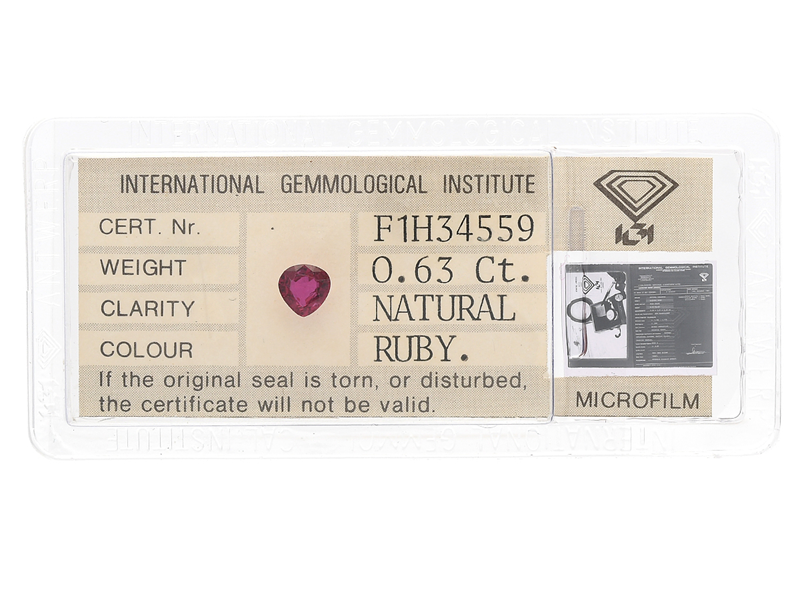 INTERNATIONAL GEMMOLOGICAL INSTITUTE
CERT. Nr. F1H34559
WEIGHT 0.63 Ct.
CLARITY NATURAL
COLOUR RUBY.
If the original seal is torn, or disturbed,
the certificate will not be valid.
IGI
MICROFILM